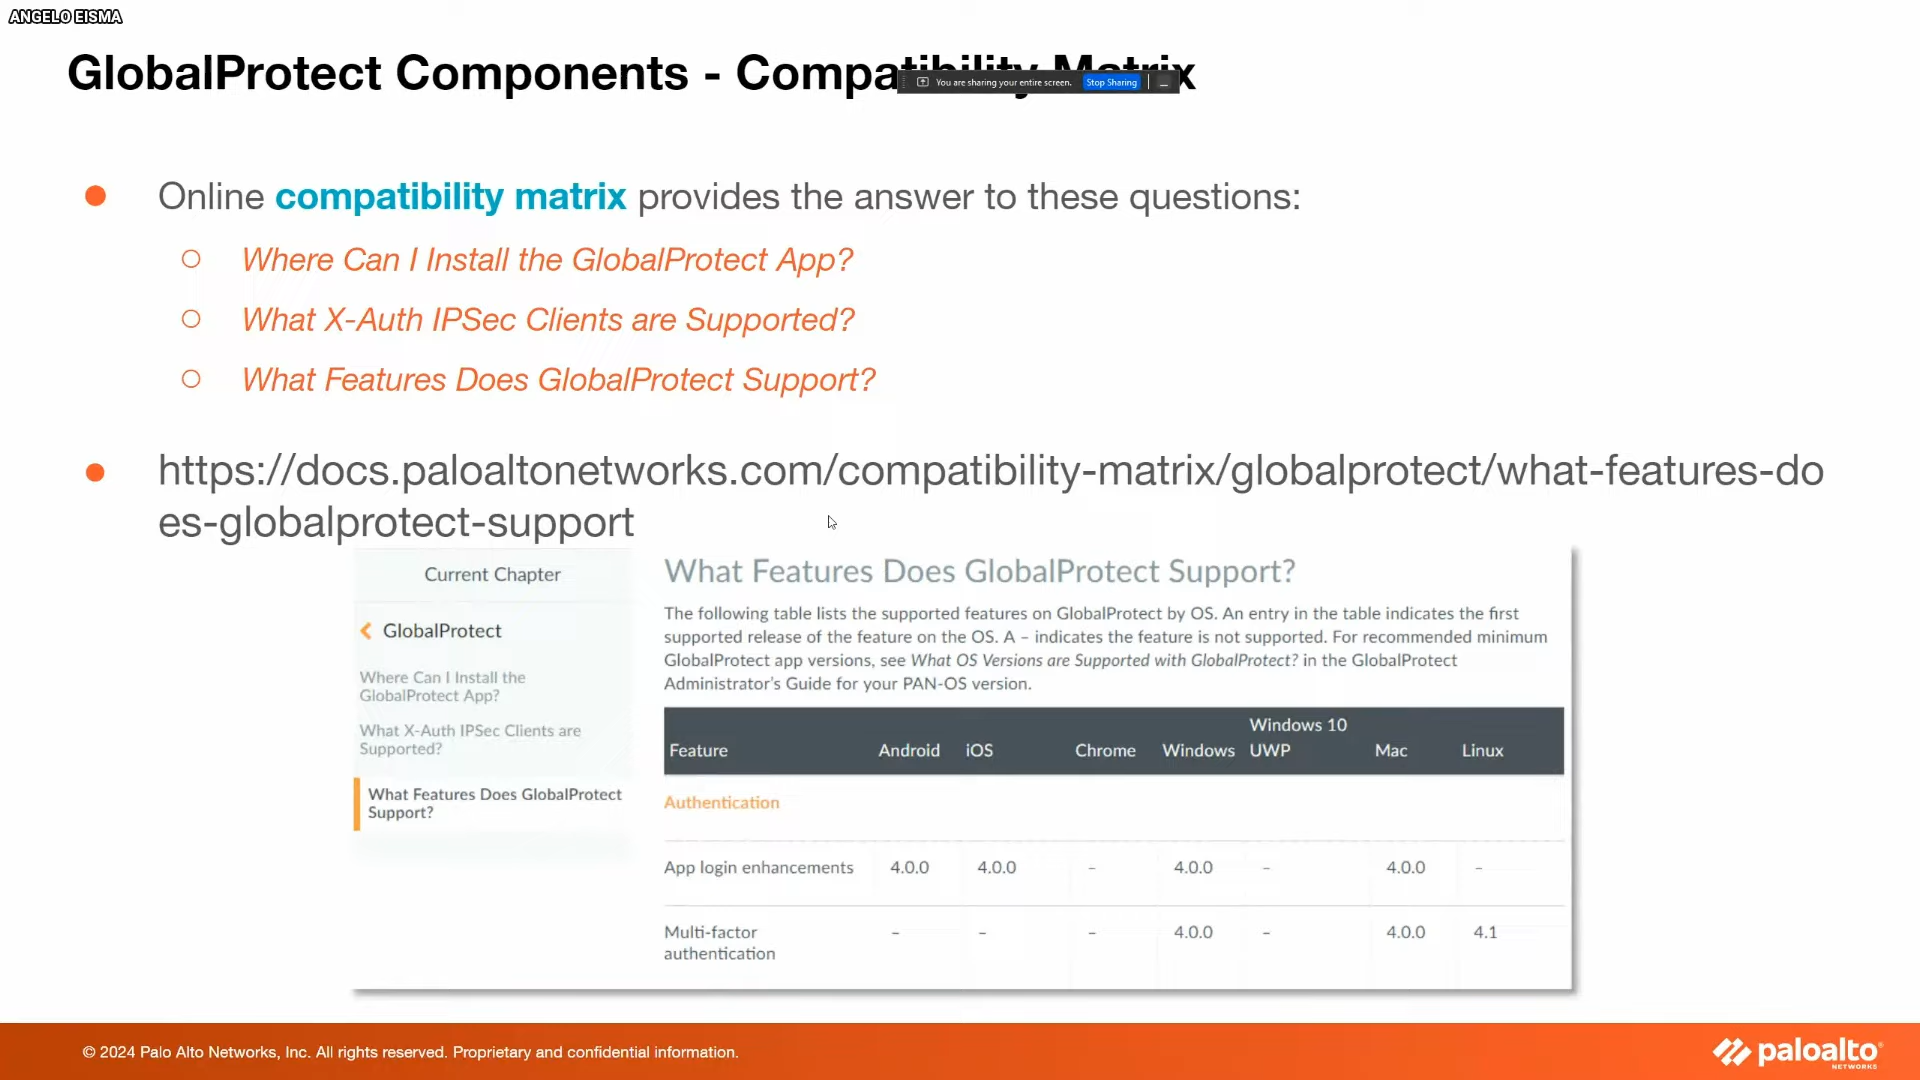 ANGELO EISMA
GlobalProtect Components - Compatibility Matrix
You are sharing your entire screen. Stop Sharing
Online compatibility matrix provides the answer to these questions:
Where Can I Install the GlobalProtect App?
What X-Auth IPSec Clients are Supported?
What Features Does GlobalProtect Support?
https://docs.paloaltonetworks.com/compatibility-matrix/globalprotect/what-features-do
es-globalprotect-support
Current Chapter
GlobalProtect
Where Can I Install the
GlobalProtect App?
What X-Auth IPSec Clients are
Supported?
What Features Does GlobalProtect
Support?
What Features Does GlobalProtect Support?
The following table lists the supported features on GlobalProtect by OS. An entry in the table indicates the first
supported release of the feature on the OS. A – indicates the feature is not supported. For recommended minimum
GlobalProtect app versions, see What OS Versions are Supported with GlobalProtect? in the GlobalProtect
Administrator's Guide for your PAN-OS version.
Feature Android iOS Chrome Windows Windows 10 UWP Mac Linux
Authentication
App login enhancements 4.0.0 4.0.0 – 4.0.0 – 4.0.0 –
Multi-factor – – – 4.0.0 – 4.0.0 4.1
authentication
© 2024 Palo Alto Networks, Inc. All rights reserved. Proprietary and confidential information.
paloalto
NETWORKS